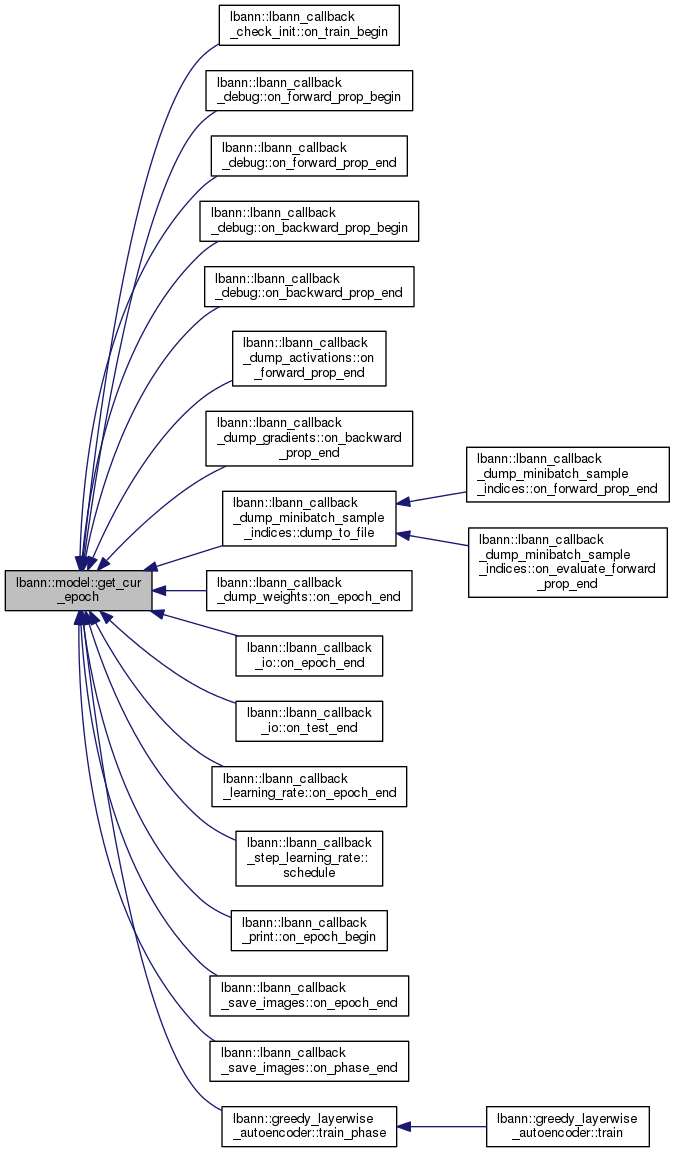 lbann::lbann_callback
_check_init::on_train_begin
lbann::lbann_callback
_debug::on_forward_prop_begin
lbann::lbann_callback
_debug::on_forward_prop_end
lbann::lbann_callback
_debug::on_backward_prop_begin
lbann::lbann_callback
_debug::on_backward_prop_end
lbann::lbann_callback
_dump_activations::on
_forward_prop_end
lbann::lbann_callback
_dump_gradients::on_backward
_prop_end
lbann::lbann_callback
_dump_minibatch_sample
_indices::on_forward_prop_end
lbann::lbann_callback
_dump_minibatch_sample
_indices::dump_to_file
lbann::lbann_callback
_dump_minibatch_sample
_indices::on_evaluate_forward
_prop_end
lbann::model::get_cur
_epoch
lbann::lbann_callback
_dump_weights::on_epoch_end
lbann::lbann_callback
_io::on_epoch_end
lbann::lbann_callback
_io::on_test_end
lbann::lbann_callback
_learning_rate::on_epoch_end
lbann::lbann_callback
_step_learning_rate::
schedule
lbann::lbann_callback
_print::on_epoch_begin
lbann::lbann_callback
_save_images::on_epoch_end
lbann::lbann_callback
_save_images::on_phase_end
lbann::greedy_layerwise
_autoencoder::train_phase
lbann::greedy_layerwise
_autoencoder::train